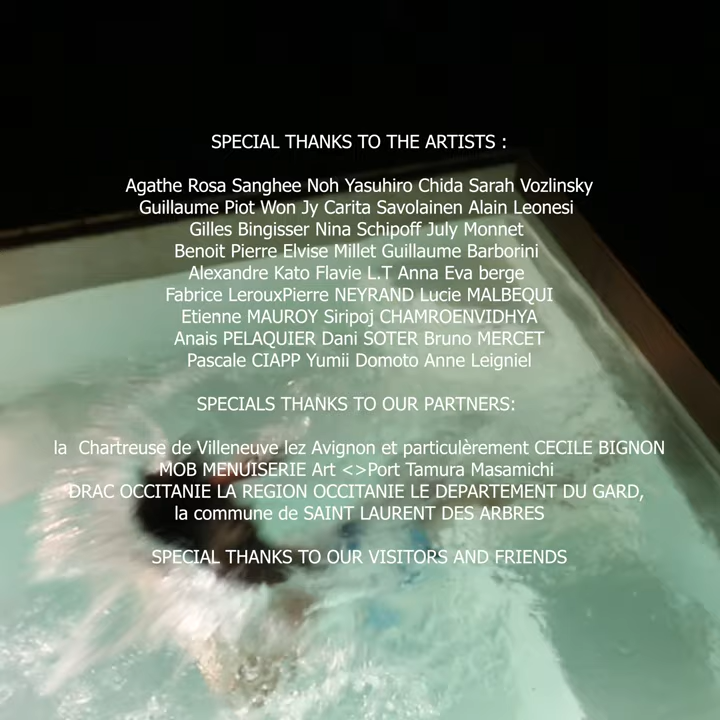 SPECIAL THANKS TO THE ARTISTS :
Agathe Rosa Sanghee Noh Yasuhiro Chida Sarah Vozlinsky
Guillaume Piot Won Jy Carita Savolainen Alain Leonesi
Gilles Bingisser Nina Schipoff July Monnet
Benoit Pierre Elvise Millet Guillaume Barborini
Alexandre Kato Flavie L.T Anna Eva berge
Fabrice LerouxPierre NEYRAND Lucie MALBEQUI
Etienne MAUROY Siripoj CHAMROENVIDHYA
Anais PELAQUIER Dani SOTER Bruno MERCET
Pascale CIAPP Yumii Domoto Anne Leigniel
SPECIALS THANKS TO OUR PARTNERS:
la  Chartreuse de Villeneuve lez Avignon et particulèrement CECILE BIGNON
MOB MENUISERIE Art <>Port Tamura Masamichi
DRAC OCCITANIE LA REGION OCCITANIE LE DEPARTEMENT DU GARD,
la commune de SAINT LAURENT DES ARBRES
SPECIAL THANKS TO OUR VISITORS AND FRIENDS